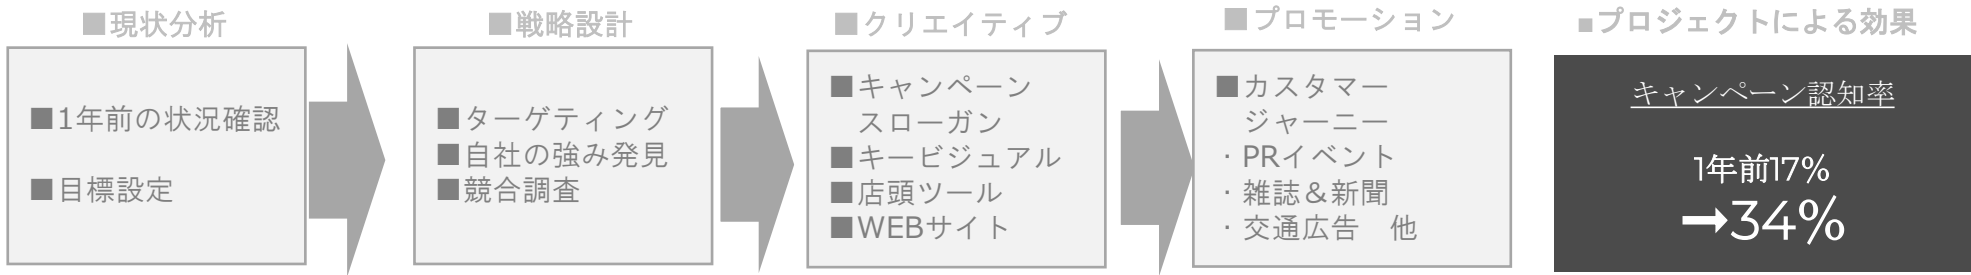 ■現状分析
■1年前の状況確認
■目標設定
■戦略設計
■ターゲティング
■自社の強み発見
■競合調査
■クリエイティブ
■キャンペーン
スローガン
■キービジュアル
■店頭ツール
■WEBサイト
■プロモーション
■カスタマー
ジャーニー
・PRイベント
・雑誌＆新聞
・交通広告　他
■プロジェクトによる効果
キャンペーン認知率
1年前17%
➡34%